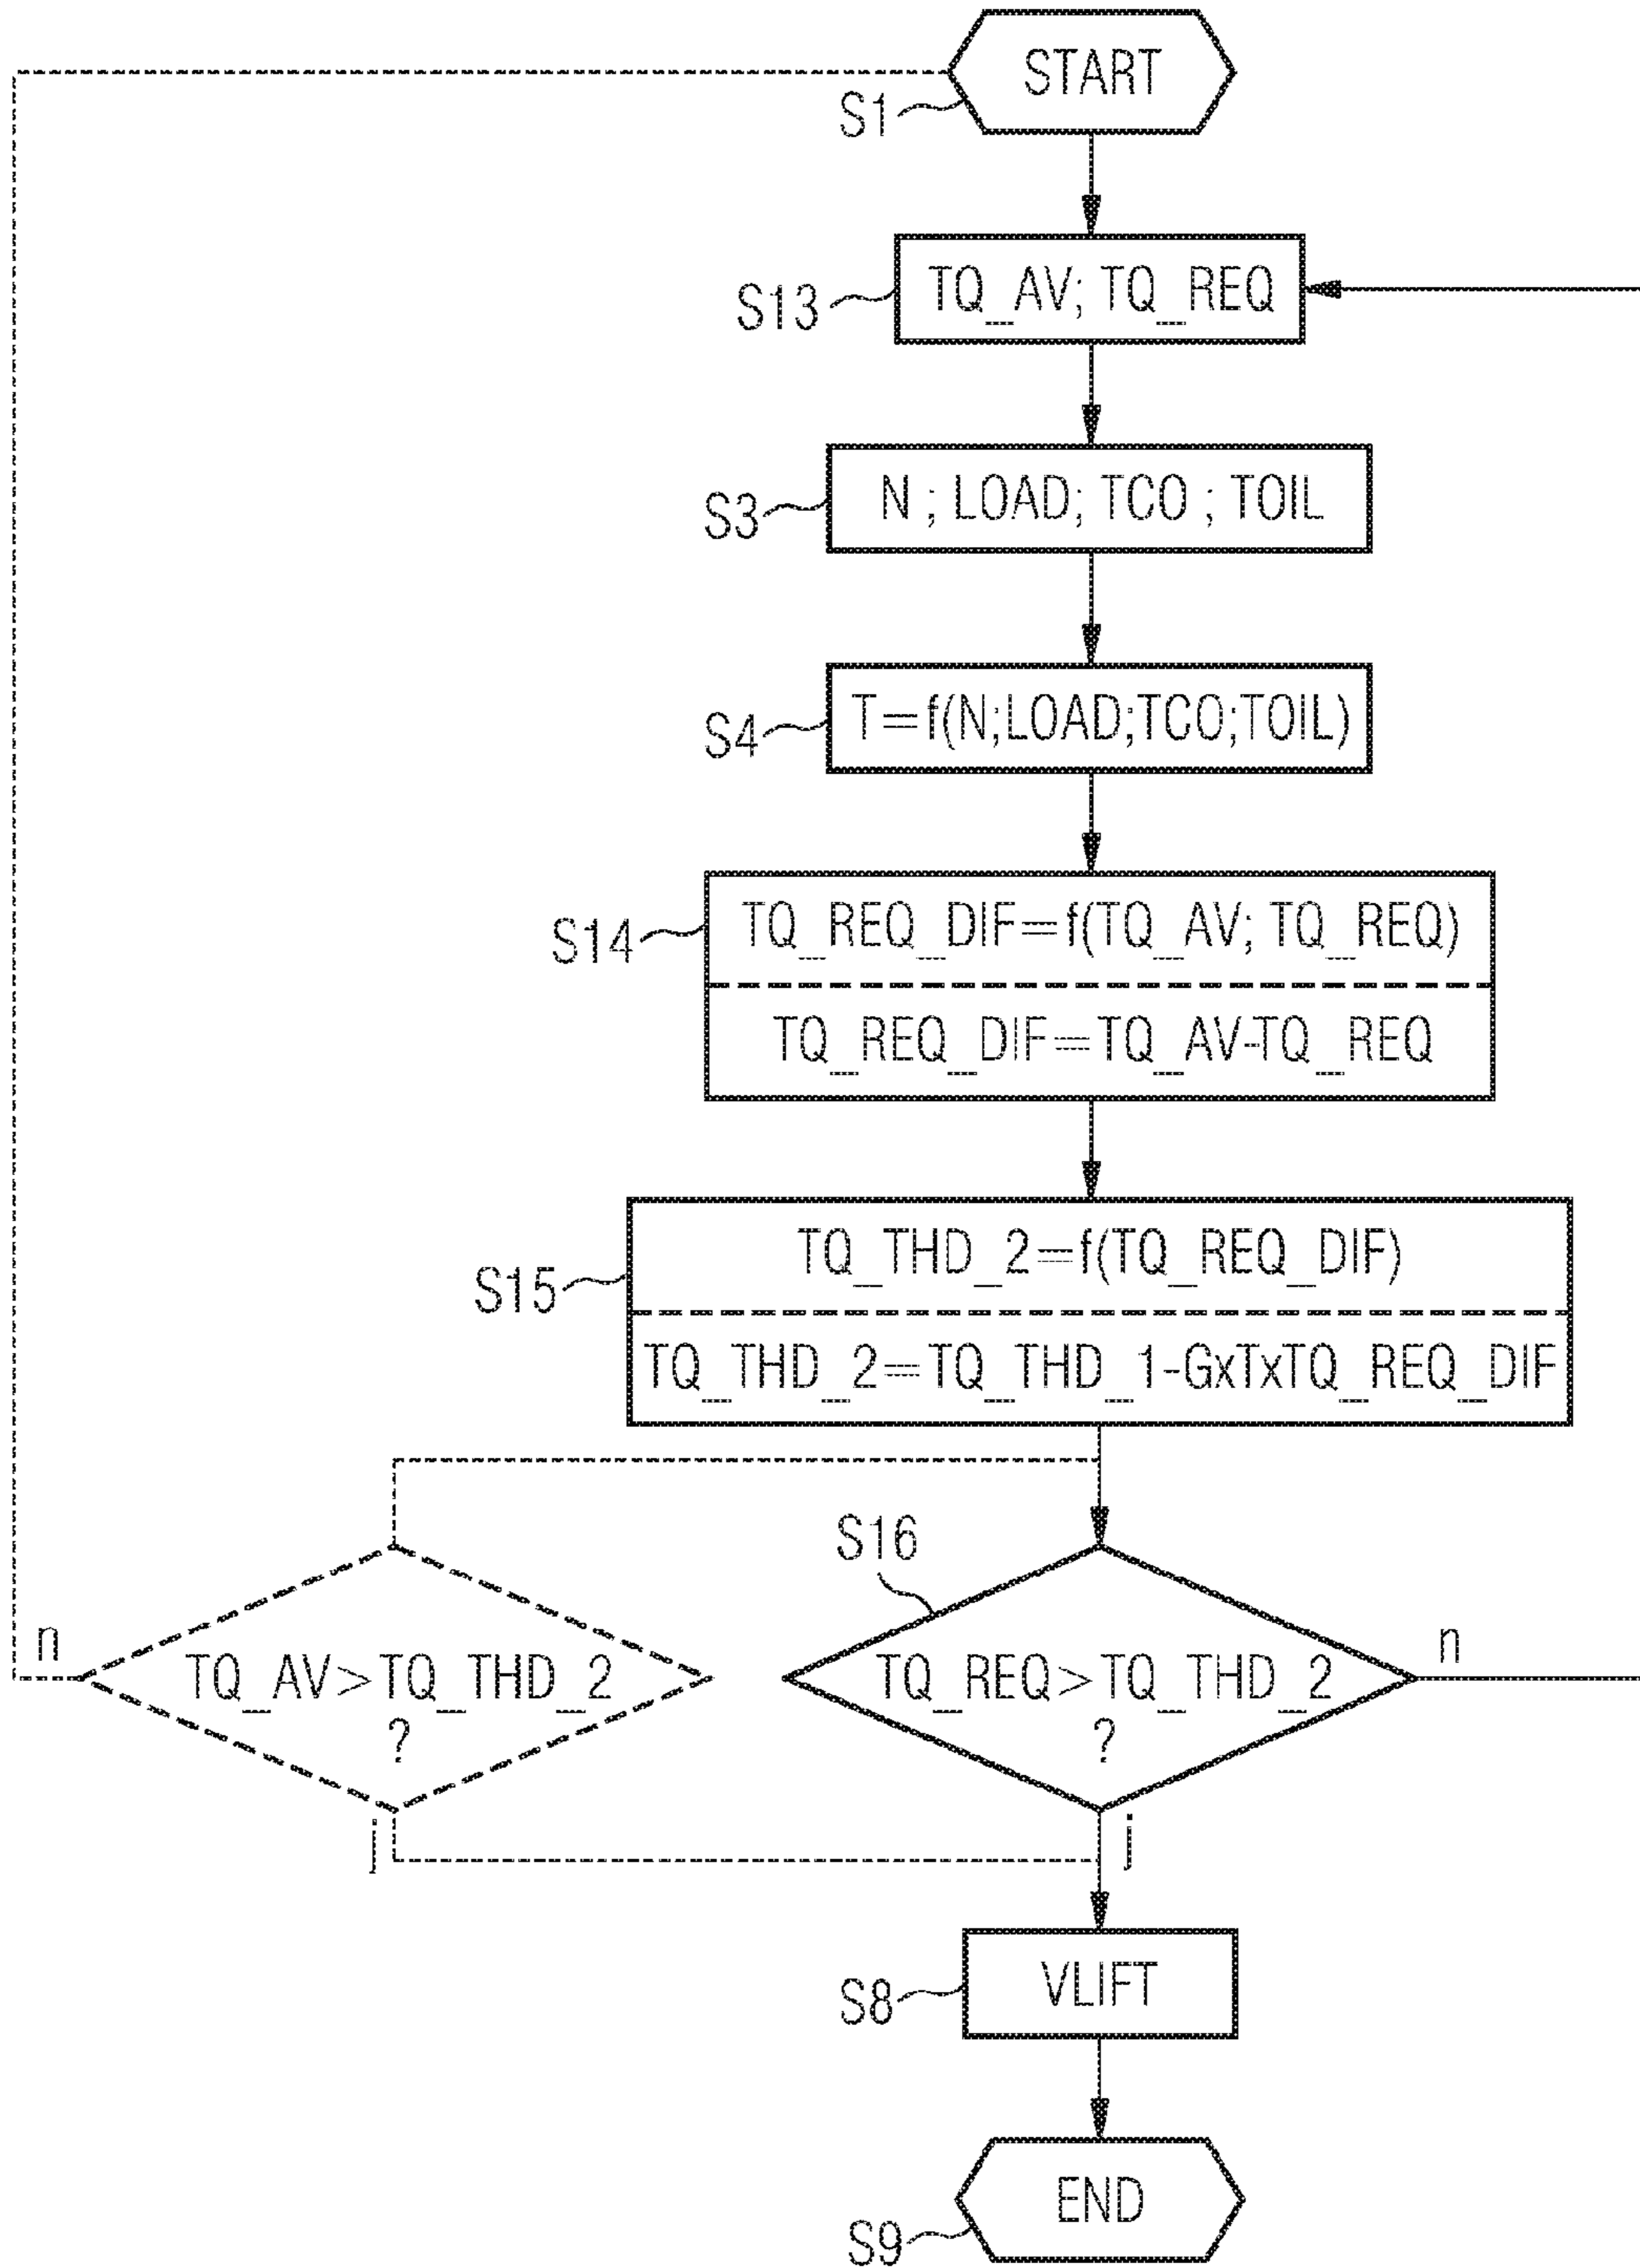 START
S1
TQ_AV; TQ_REQ
S13
N ; LOAD; TCO ; TOIL
S3
T=f(N;LOAD;TCO;TOIL)
S4
TQ_REQ_DIF=f(TQ_AV; TQ_REQ)
S14
TQ_REQ_DIF=TQ_AV-TQ_REQ
TQ_THD_2=f(TQ_REQ_DIF)
S15
TQ_THD_2=TQ_THD_1-GxTxTQ_REQ_DIF
S16
n
TQ_AV>TQ_THD_2
?
j
TQ_REQ>TQ_THD_2
?
n
j
VLIFT
S8
END
S9